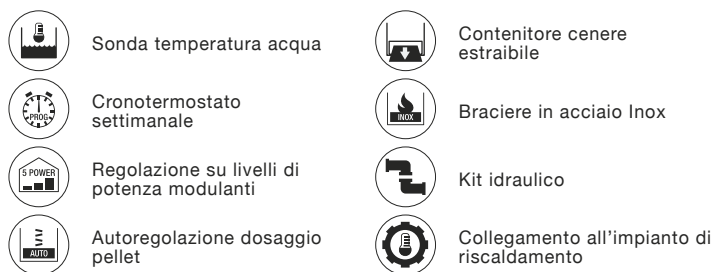 Sonda temperatura acqua
PROG
Cronotermostato
settimanale
5 POWER
Regolazione su livelli di
potenza modulanti
AUTO
Autoregolazione dosaggio
pellet
Contenitore cenere
estraibile
INOX
Braciere in acciaio Inox
Kit idraulico
Collegamento all'impianto di
riscaldamento